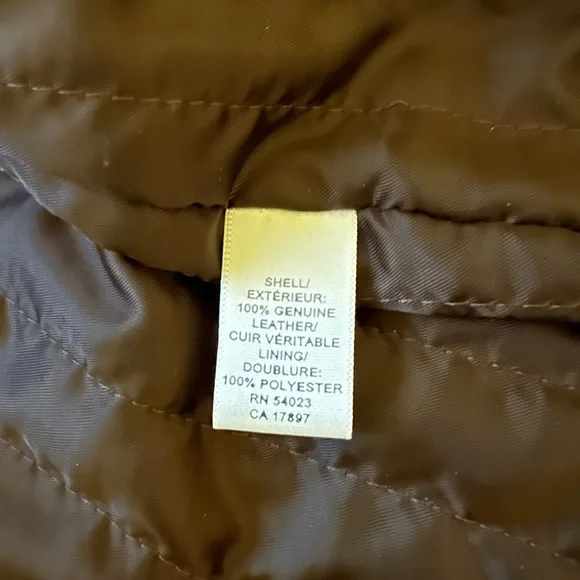 SHELL/
EXTÉRIEUR:
100% GENUINE
LEATHER/
CUIR VÉRITABLE
LINING/
DOUBLURE:
100% POLYESTER
RN 54023
CA 17897